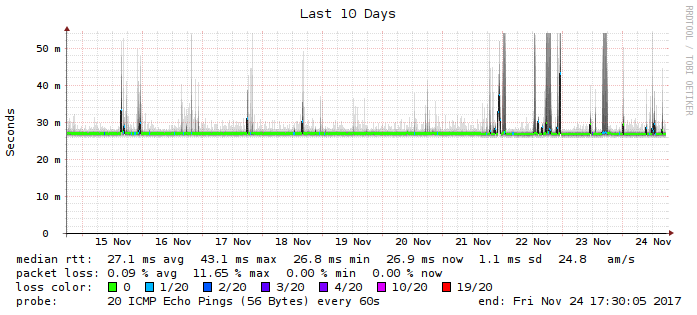 Last 10 Days
RRDTOOL / TOBI OETIKER
Seconds
50 m
40 m
30 m
20 m
10 m
0
15 Nov 16 Nov 17 Nov 18 Nov 19 Nov 20 Nov 21 Nov 22 Nov 23 Nov 24 Nov
median rtt: 27.1 ms avg 43.1 ms max 26.8 ms min 26.9 ms now 1.1 ms sd 24.8 am/s
packet loss: 0.09 % avg 11.65 % max 0.00 % min 0.00 % now
loss color: 0 1/20 2/20 3/20 4/20 10/20 19/20
probe: 20 ICMP Echo Pings (56 Bytes) every 60s end: Fri Nov 24 17:30:05 2017